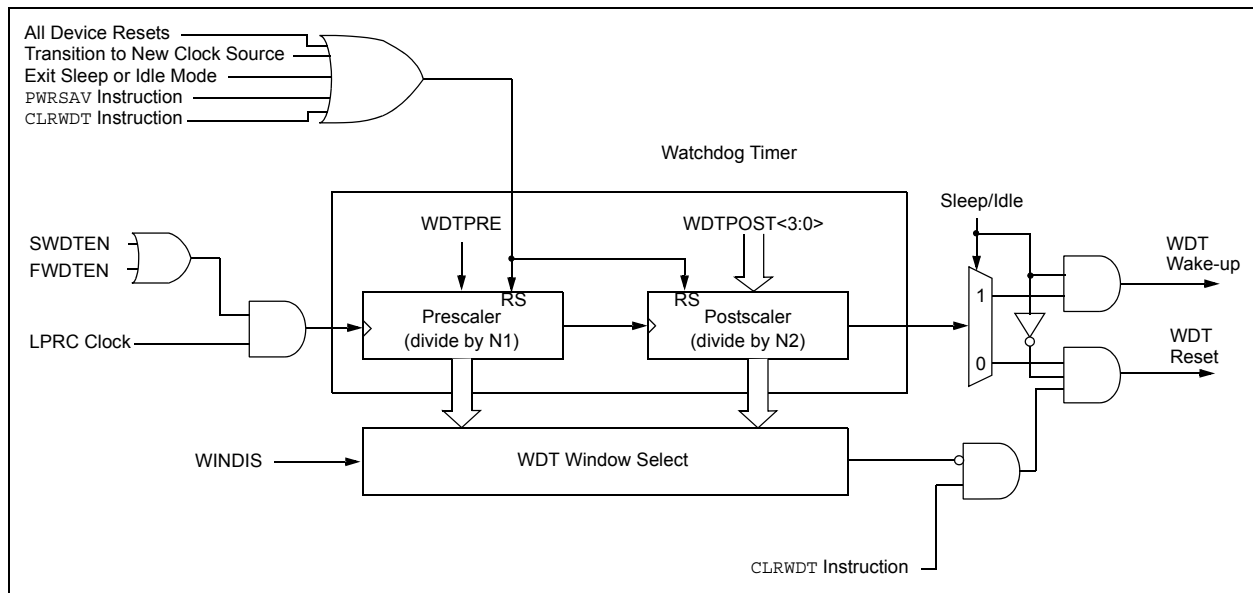 All Device Resets
Transition to New Clock Source
Exit Sleep or Idle Mode
PWRSAV Instruction
CLRWDT Instruction
Watchdog Timer
Sleep/Idle
WDTPRE
WDTPOST<3:0>
SWDTEN
FWDTEN
WDT
Wake-up
RS
RS
1
Prescaler
(divide by N1)
Postscaler
(divide by N2)
LPRC Clock
WDT
Reset
0
WINDIS
WDT Window Select
CLRWDT Instruction